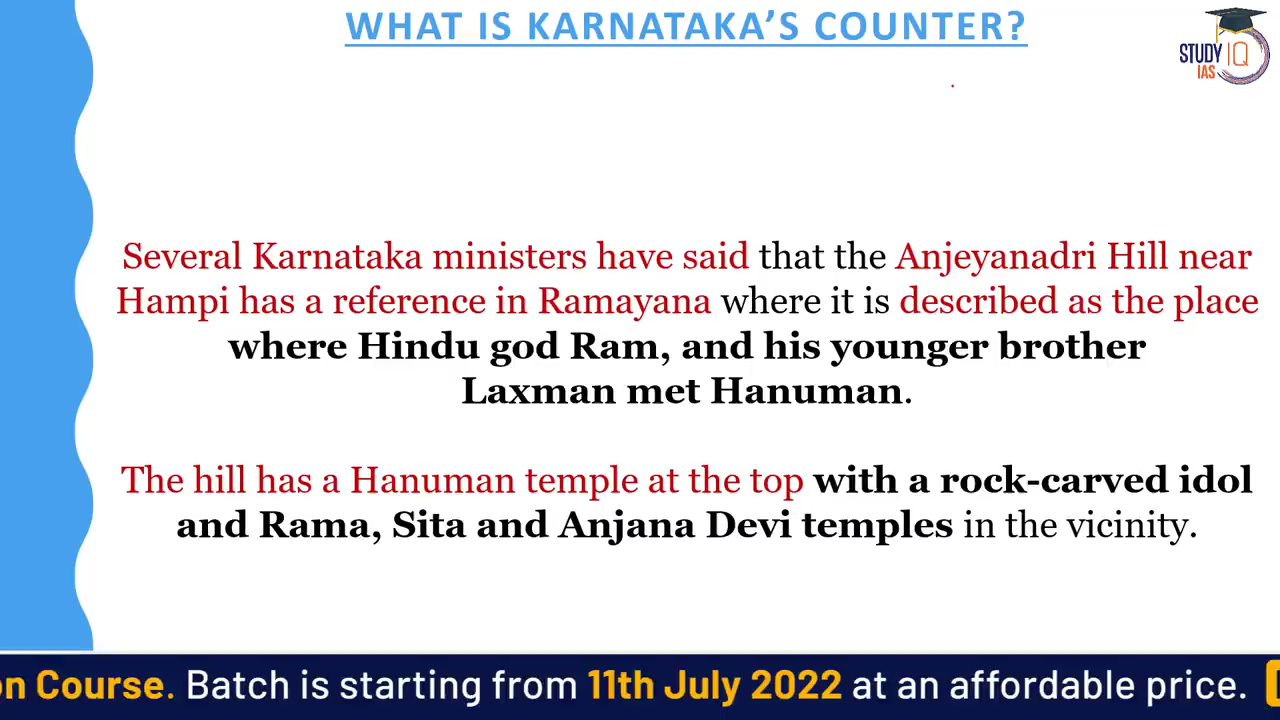 WHAT IS KARNATAKA'S COUNTER?
STUDY IQ
IAS
Several Karnataka ministers have said that the Anjeyanadri Hill near
Hampi has a reference in Ramayana where it is described as the place
where Hindu god Ram, and his younger brother
Laxman met Hanuman.
The hill has a Hanuman temple at the top with a rock-carved idol
and Rama, Sita and Anjana Devi temples in the vicinity.
on Course. Batch is starting from 11th July 2022 at an affordable price.